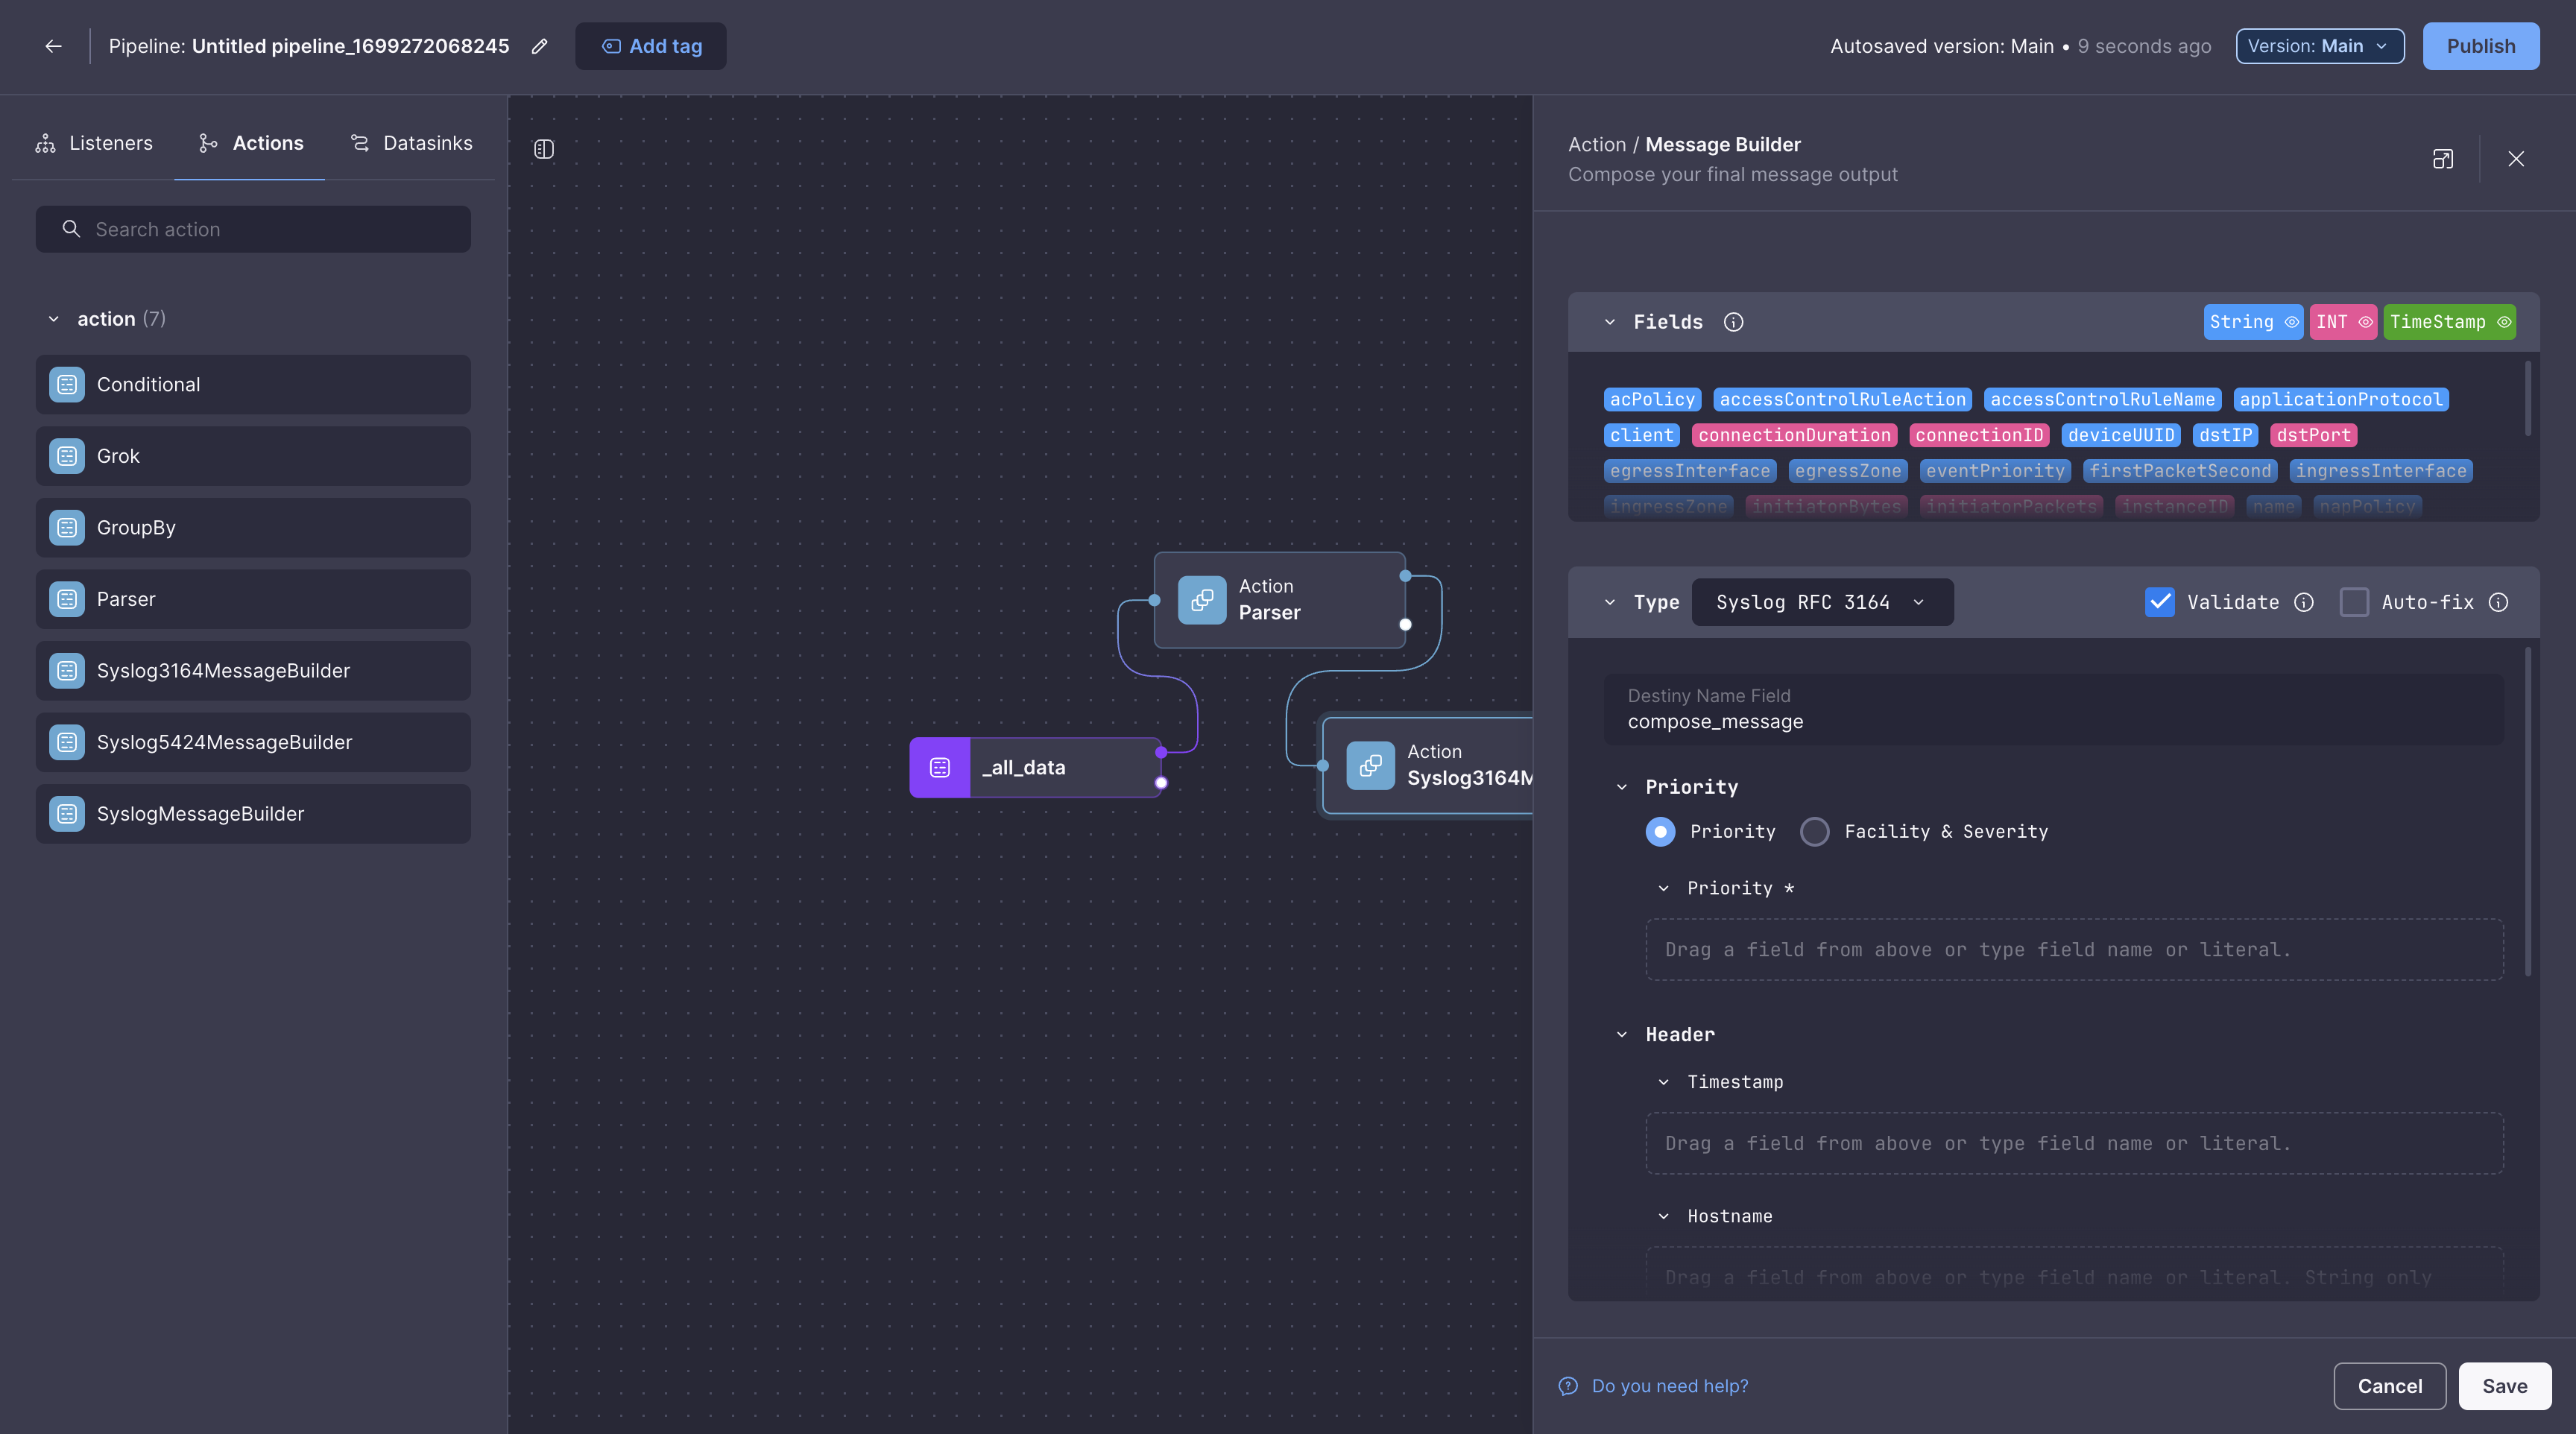 Pipeline: Untitled pipeline_1699272068245
Add tag
Autosaved version: Main • 9 seconds ago
Version: Main
Publish
Listeners
Actions
Datasinks
Search action
action (7)
Conditional
Grok
GroupBy
Parser
Syslog3164MessageBuilder
Syslog5424MessageBuilder
SyslogMessageBuilder
Action
Parser
_all_data
Action
Syslog3164M
Action / Message Builder
Compose your final message output
Fields
String INT TimeStamp
acPolicy accessControlRuleAction accessControlRuleName applicationProtocol
client connectionDuration connectionID deviceUUID dstIP dstPort
egressInterface egressZone eventPriority firstPacketSecond ingressInterface
ingressZone initiatorBytes initiatorPackets instanceID name napPolicy
Type Syslog RFC 3164 Validate Auto-fix
Destiny Name Field
compose_message
Priority
Priority Facility & Severity
Priority *
Drag a field from above or type field name or literal.
Header
Timestamp
Drag a field from above or type field name or literal.
Hostname
Drag a field from above or type field name or literal. String only
Do you need help?
Cancel
Save